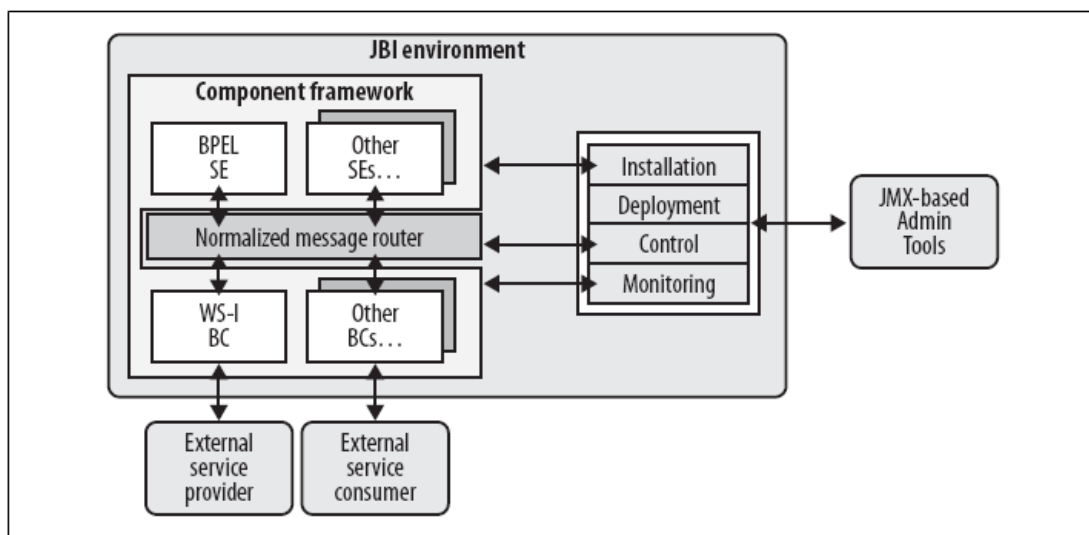 JBI environment
Component framework
BPEL
SE
Other
SEs...
Normalized message router
WS-I
BC
Other
BCs...
Installation
Deployment
Control
Monitoring
JMX-based
Admin
Tools
External
service
provider
External
service
consumer